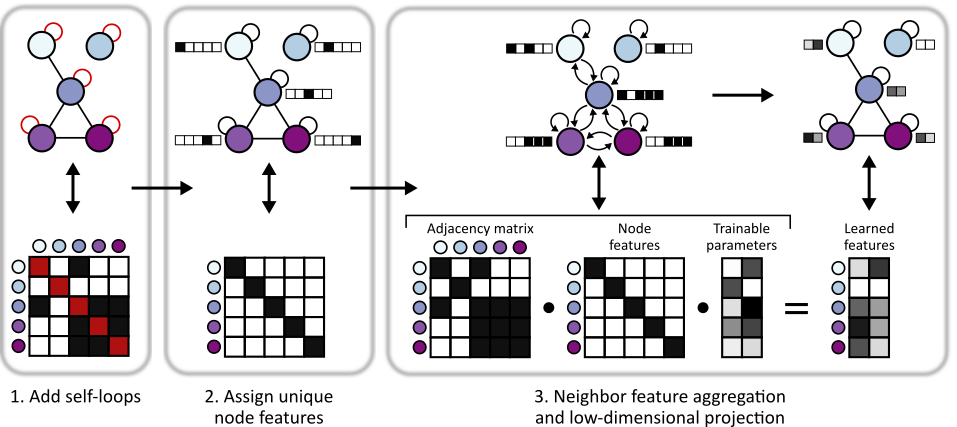 Adjacency matrix
Node
features
Trainable
parameters
Learned
features
1. Add self-loops
2. Assign unique
node features
3. Neighbor feature aggregation
and low-dimensional projection